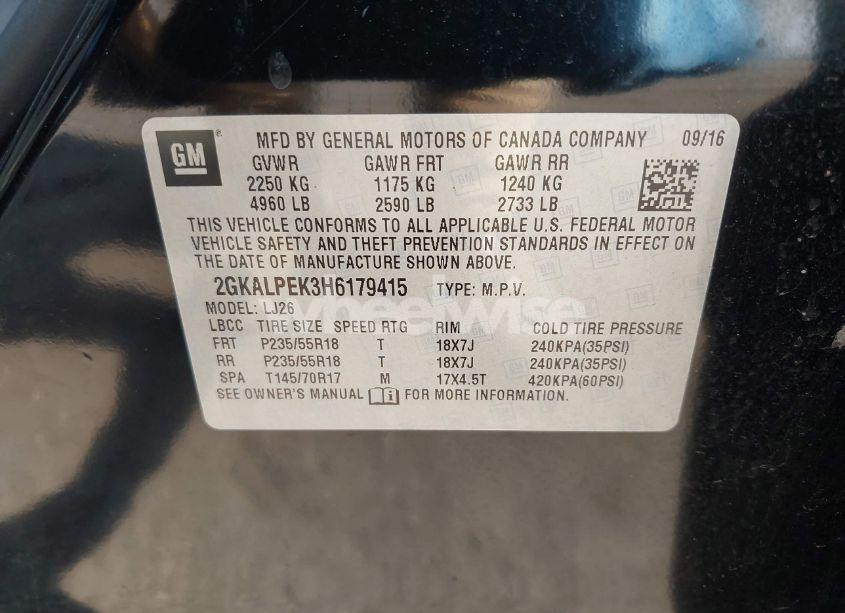 GM
MFD BY GENERAL MOTORS OF CANADA COMPANY 09/16
GVWR GAWR FRT GAWR RR
2250 KG 1175 KG 1240 KG
4960 LB 2590 LB 2733 LB
THIS VEHICLE CONFORMS TO ALL APPLICABLE U.S. FEDERAL MOTOR
VEHICLE SAFETY AND THEFT PREVENTION STANDARDS IN EFFECT ON
THE DATE OF MANUFACTURE SHOWN ABOVE.
2GKALPEK3H6179415 TYPE: M.P.V.
MODEL: LJ26
wheelwise
LBCC TIRE SIZE SPEED RTG RIM COLD TIRE PRESSURE
FRT P235/55R18 T 18X7J 240KPA(35PSI)
RR P235/55R18 T 18X7J 240KPA(35PSI)
SPA T145/70R17 M 17X4.5T 420KPA(60PSI)
SEE OWNER'S MANUAL FOR MORE INFORMATION.